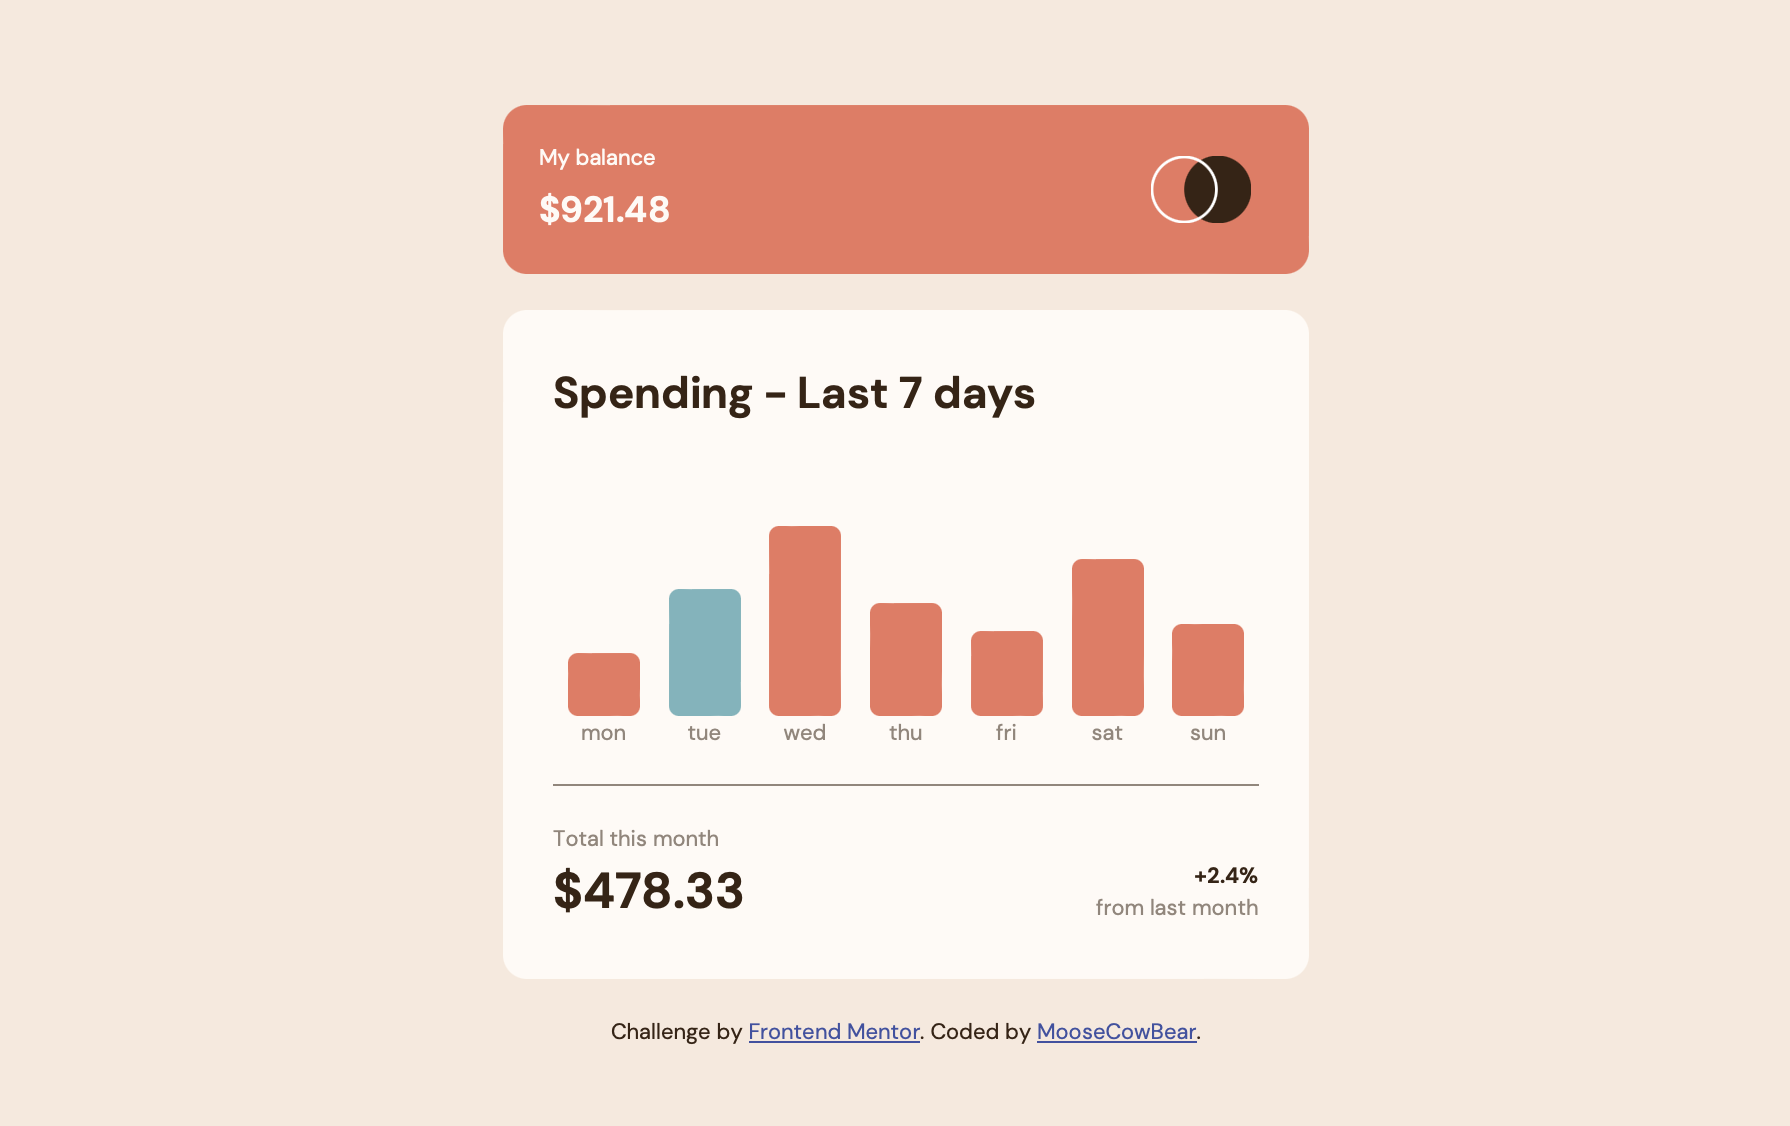 My balance
$921.48
Spending - Last 7 days
mon tue wed thu fri sat sun
Total this month
$478.33
+2.4%
from last month
Challenge by Frontend Mentor. Coded by MooseCowBear.